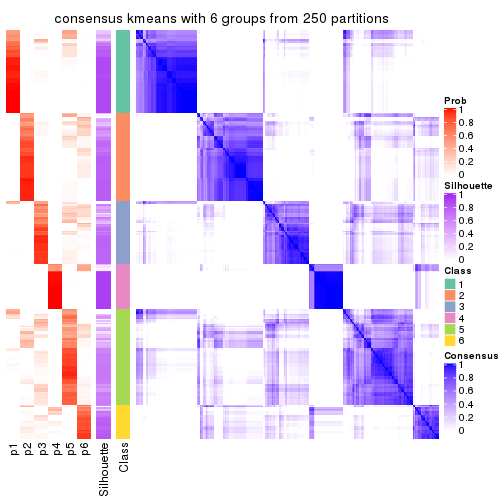 consensus kmeans with 6 groups from 250 partitions
Prob
1
0.8
0.6
0.4
0.2
0
Silhouette
1
0.8
0.6
0.4
0.2
0
Class
1
2
3
4
5
6
Consensus
1
0.8
0.6
0.4
0.2
0
p1
p2
p3
p4
p5
p6
Silhouette
Class